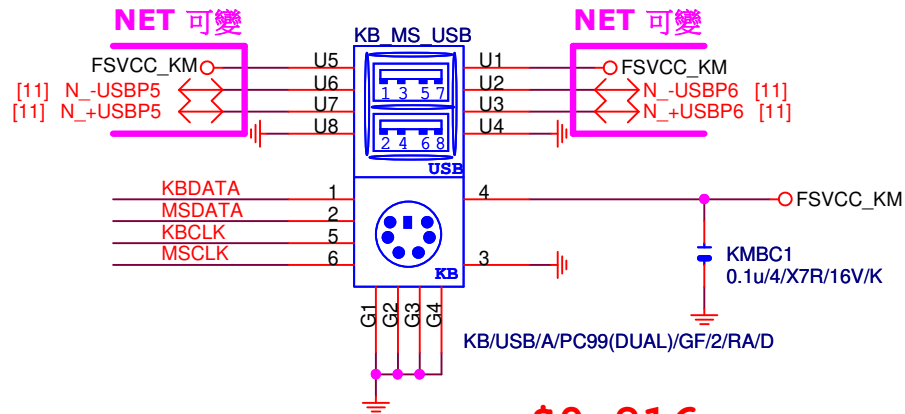 NET 可變
NET 可變
KB_MS_USB
FSVCC_KM
U5
U1
FSVCC_KM
[11] N_-USBP5
U6
U2
N_-USBP6 [11]
[11] N_+USBP5
U7
U3
N_+USBP6 [11]
U8
U4
1 3 5 7
2 4 6 8
USB
KBDATA
1
4
FSVCC_KM
MSDATA
2
KBCLK
5
MSCLK
6
3
KB
KMBC1
0.1u/4/X7R/16V/K
G1
G2
G3
G4
KB/USB/A/PC99(DUAL)/GF/2/RA/D